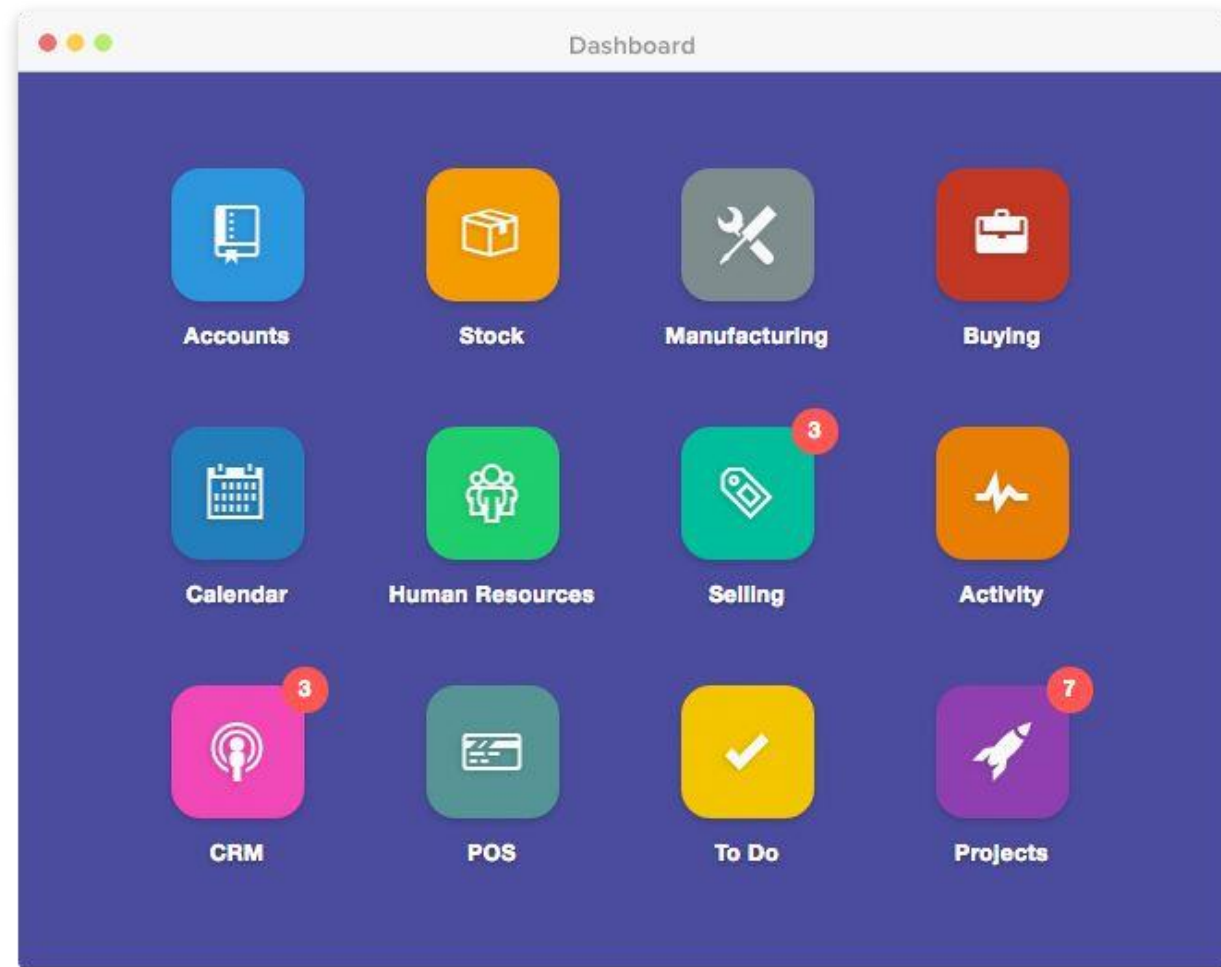 Dashboard
Accounts
Stock
Manufacturing
Buying
3
Calendar
Human Resources
Selling
Activity
3
7
CRM
POS
To Do
Projects